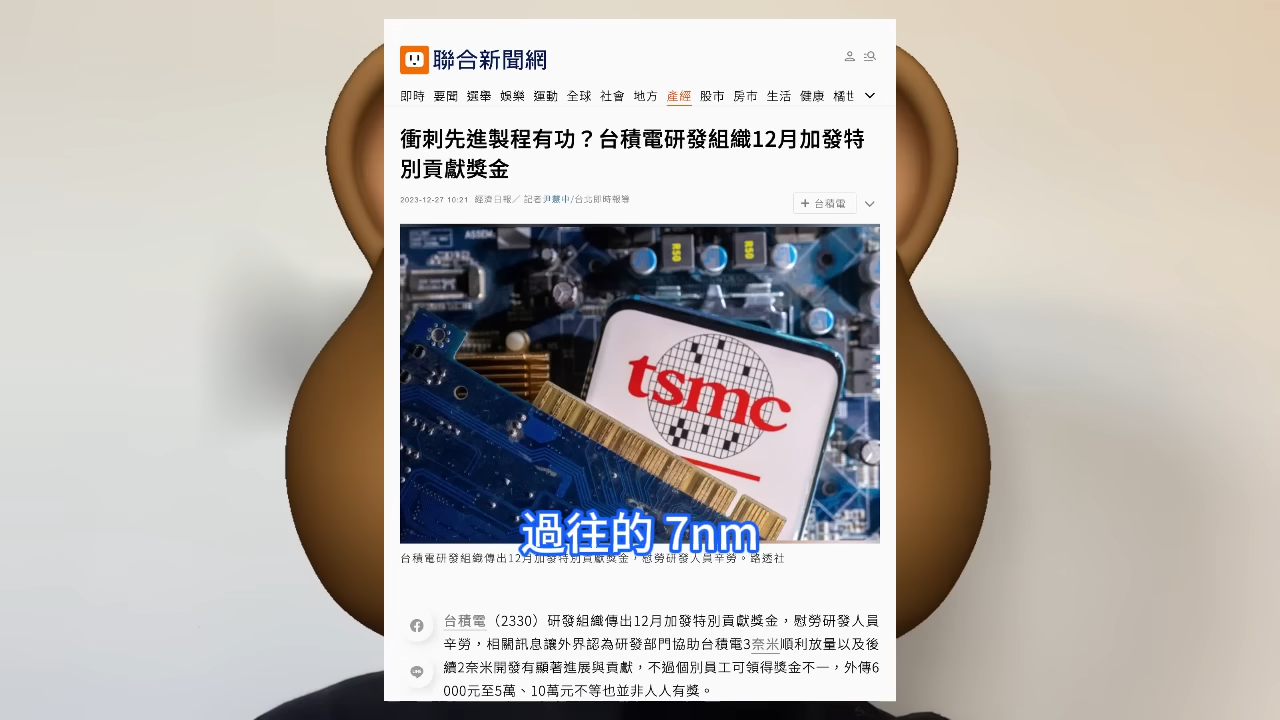 聯合新聞網
即時 要聞 選舉 娛樂 運動 全球 社會 地方 產經 股市 房市 生活 健康 橘世
衝刺先進製程有功？台積電研發組織12月加發特
別貢獻獎金
2023-12-27 10:21 經濟日報／ 記者尹慧中/台北即時報導
+ 台積電
ASSEM
R50
R50
tsmc
過往的 7nm
台積電研發組織傳出12月加發特別貢獻獎金，慰勞研發人員辛勞。路透社
台積電（2330）研發組織傳出12月加發特別貢獻獎金，慰勞研發人員
辛勞，相關訊息讓外界認為研發部門協助台積電3奈米順利放量以及後
續2奈米開發有顯著進展與貢獻，不過個別員工可領得獎金不一，外傳6
000元至5萬、10萬元不等也並非人人有獎。